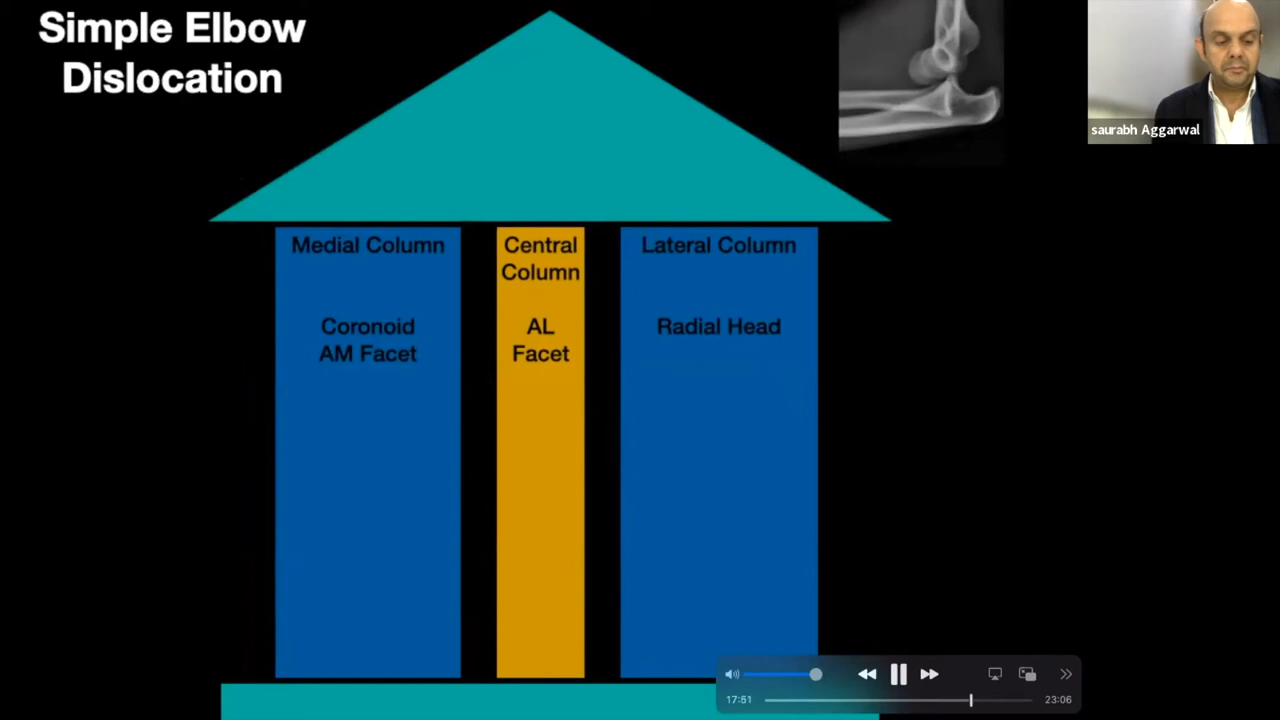 Simple Elbow
Dislocation
saurabh Aggarwal
Medial Column
Coronoid
AM Facet
Central
Column
AL
Facet
Lateral Column
Radial Head
17:51
23:06